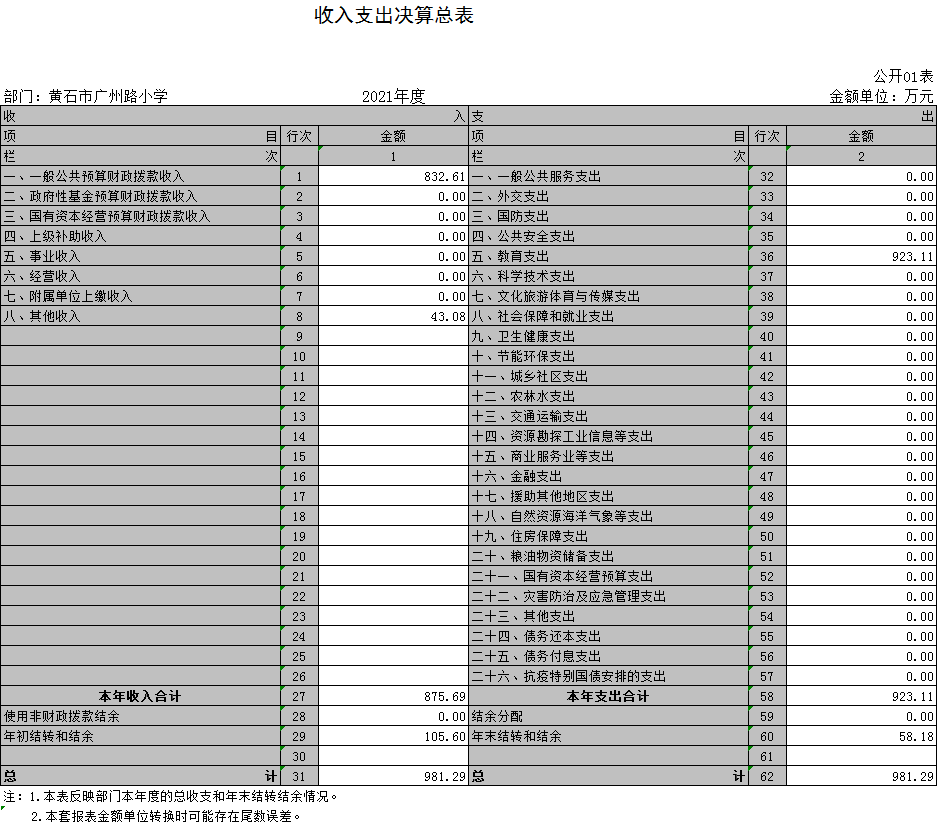 收入支出决算总表
公开01表
部门：黄石市广州路小学 2021年度 金额单位：万元
收 入 支 出
项 目 行次 金额 项 目 行次 金额
栏 次 1 栏 次 2
一、一般公共预算财政拨款收入 1 832.61 一、一般公共服务支出 32 0.00
二、政府性基金预算财政拨款收入 2 0.00 二、外交支出 33 0.00
三、国有资本经营预算财政拨款收入 3 0.00 三、国防支出 34 0.00
四、上级补助收入 4 0.00 四、公共安全支出 35 0.00
五、事业收入 5 0.00 五、教育支出 36 923.11
六、经营收入 6 0.00 六、科学技术支出 37 0.00
七、附属单位上缴收入 7 0.00 七、文化旅游体育与传媒支出 38 0.00
八、其他收入 8 43.08 八、社会保障和就业支出 39 0.00
9 九、卫生健康支出 40 0.00
10 十、节能环保支出 41 0.00
11 十一、城乡社区支出 42 0.00
12 十二、农林水支出 43 0.00
13 十三、交通运输支出 44 0.00
14 十四、资源勘探工业信息等支出 45 0.00
15 十五、商业服务业等支出 46 0.00
16 十六、金融支出 47 0.00
17 十七、援助其他地区支出 48 0.00
18 十八、自然资源海洋气象等支出 49 0.00
19 十九、住房保障支出 50 0.00
20 二十、粮油物资储备支出 51 0.00
21 二十一、国有资本经营预算支出 52 0.00
22 二十二、灾害防治及应急管理支出 53 0.00
23 二十三、其他支出 54 0.00
24 二十四、债务还本支出 55 0.00
25 二十五、债务付息支出 56 0.00
26 二十六、抗疫特别国债安排的支出 57 0.00
本年收入合计 27 875.69 本年支出合计 58 923.11
使用非财政拨款结余 28 0.00 结余分配 59 0.00
年初结转和结余 29 105.60 年末结转和结余 60 58.18
30 61
总 计 31 981.29 总 计 62 981.29
注：1.本表反映部门本年度的总收支和年末结转结余情况。
2.本套报表金额单位转换时可能存在尾数误差。